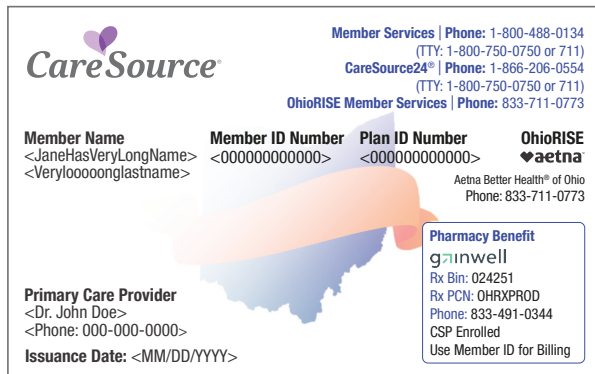 CareSource®
Member Services | Phone: 1-800-488-0134
(TTY: 1-800-750-0750 or 711)
CareSource24® | Phone: 1-866-206-0554
(TTY: 1-800-750-0750 or 711)
OhioRISE Member Services | Phone: 833-711-0773
Member Name
<JaneHasVeryLongName>
<Verylooooonglastname>
Member ID Number
<000000000000>
Plan ID Number
<000000000000>
OhioRISE
aetna™
Aetna Better Health® of Ohio
Phone: 833-711-0773
Primary Care Provider
<Dr. John Doe>
<Phone: 000-000-0000>
Issuance Date: <MM/DD/YYYY>
Pharmacy Benefit
gainwell
Rx Bin: 024251
Rx PCN: OHRXPROD
Phone: 833-491-0344
CSP Enrolled
Use Member ID for Billing